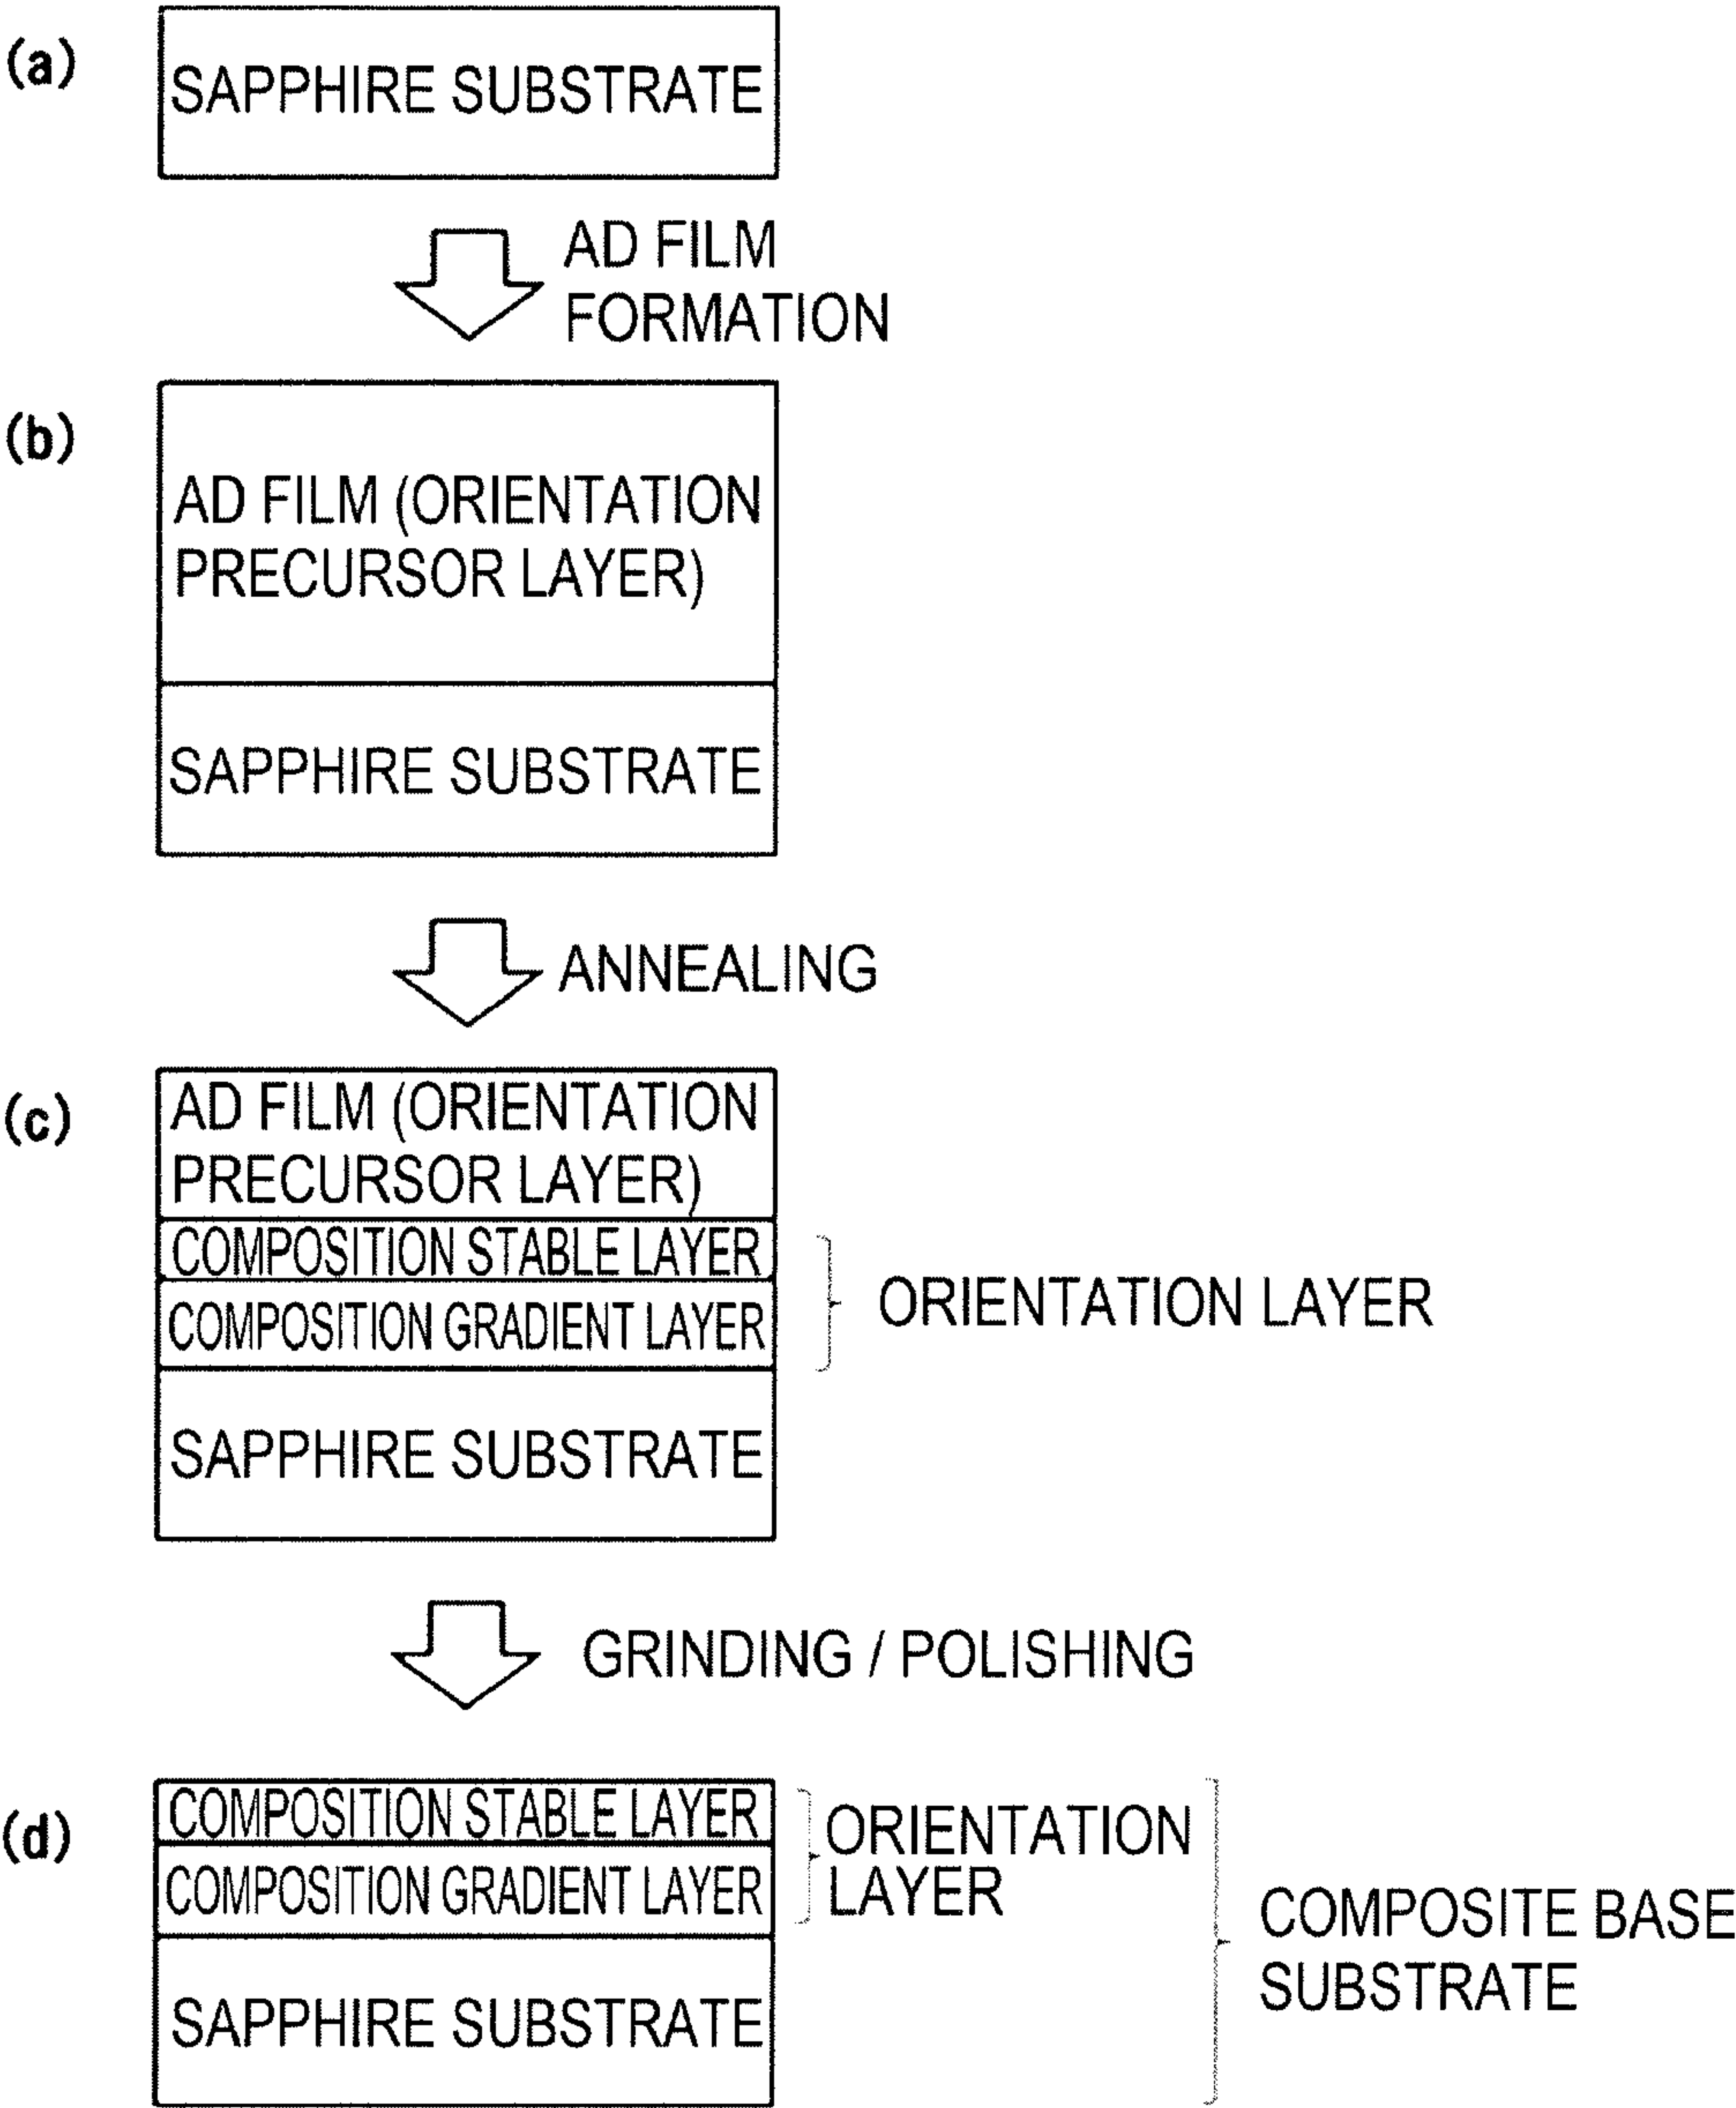 (a)
SAPPHIRE SUBSTRATE
AD FILM
FORMATION
(b)
AD FILM (ORIENTATION
PRECURSOR LAYER)
SAPPHIRE SUBSTRATE
ANNEALING
(c)
AD FILM (ORIENTATION
PRECURSOR LAYER)
COMPOSITION STABLE LAYER
COMPOSITION GRADIENT LAYER
ORIENTATION LAYER
SAPPHIRE SUBSTRATE
GRINDING / POLISHING
(d)
COMPOSITION STABLE LAYER
COMPOSITION GRADIENT LAYER
ORIENTATION
LAYER
SAPPHIRE SUBSTRATE
COMPOSITE BASE
SUBSTRATE